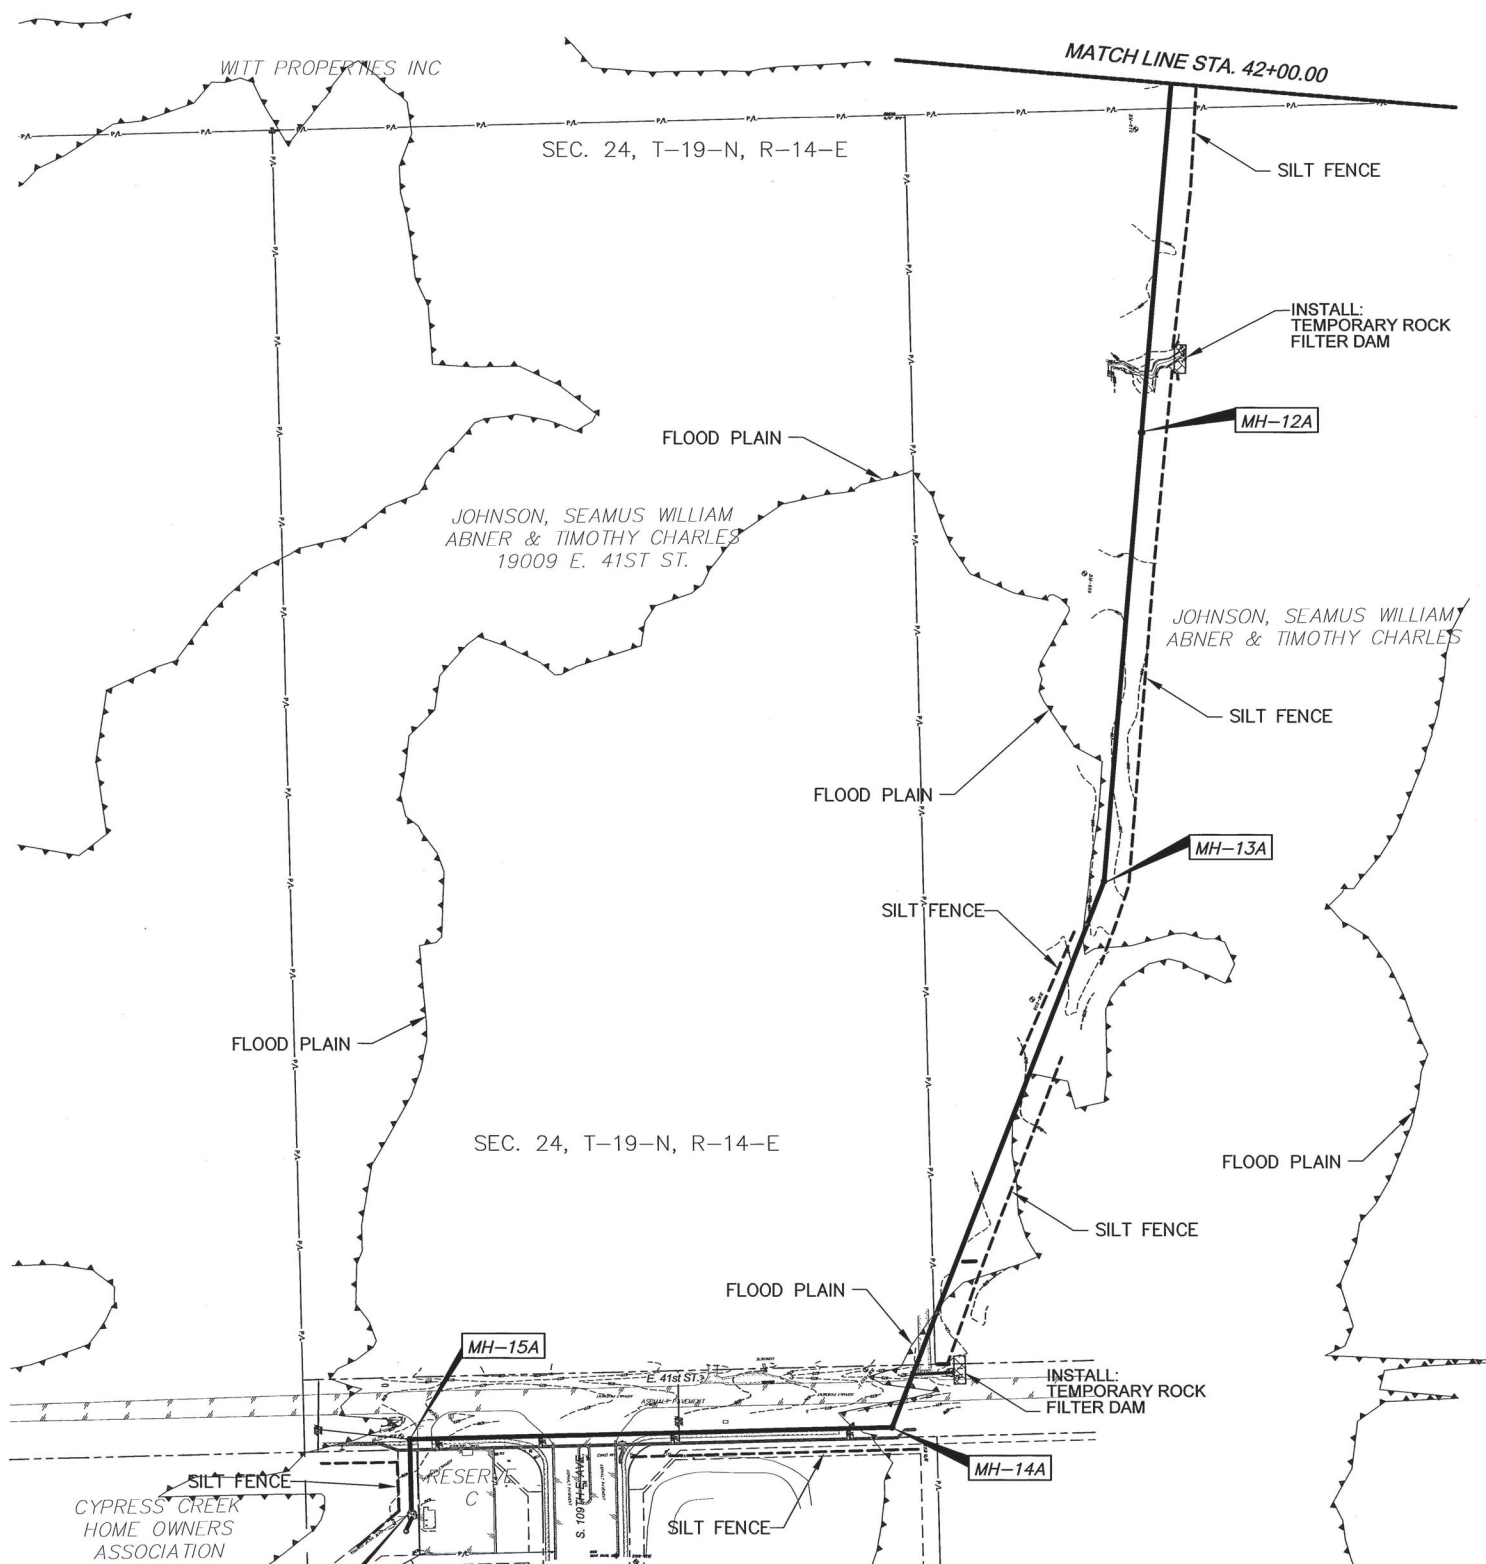 MATCH LINE STA. 42+00.00
WITT PROPERTIES INC
SEC. 24, T-19-N, R-14-E
SILT FENCE
INSTALL:
TEMPORARY ROCK
FILTER DAM
MH-12A
FLOOD PLAIN
JOHNSON, SEAMUS WILLIAM
ABNER & TIMOTHY CHARLES
19009 E. 41ST ST.
JOHNSON, SEAMUS WILLIAM
ABNER & TIMOTHY CHARLES
SILT FENCE
FLOOD PLAIN
MH-13A
SILT FENCE
FLOOD PLAIN
SEC. 24, T-19-N, R-14-E
FLOOD PLAIN
SILT FENCE
FLOOD PLAIN
MH-15A
E. 41st ST.
ASPHALT PAVEMENT
INSTALL:
TEMPORARY ROCK
FILTER DAM
MH-14A
SILT FENCE
RESERVE
C
S. 109TH E. AVE.
CYPRESS CREEK
HOME OWNERS
ASSOCIATION
SILT FENCE